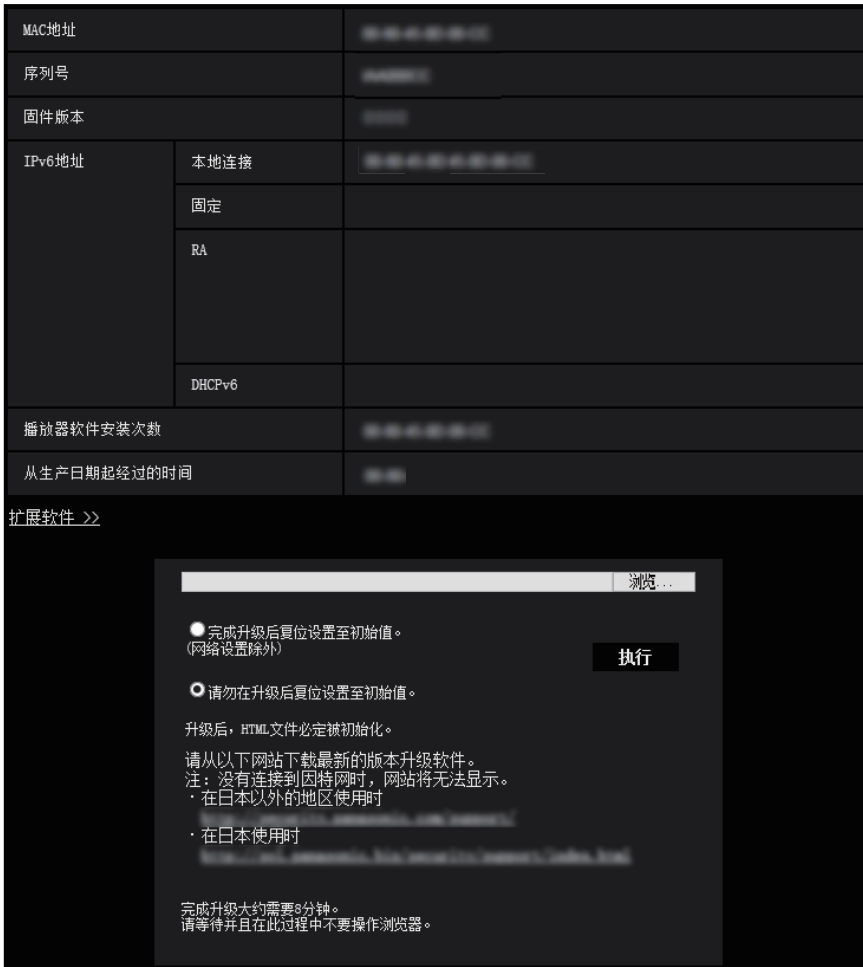 MAC地址
序列号
固件版本
IPv6地址 本地连接
固定
RA
DHCPv6
播放器软件安装次数
从生产日期起经过的时间
扩展软件 >>
浏览...
完成升级后复位设置至初始值。
(网络设置除外)
执行
请勿在升级后复位设置至初始值。
升级后，HTML文件必定被初始化。
请从以下网站下载最新的版本升级软件。
注：没有连接到因特网时，网站将无法显示。
·在日本以外的地区使用时
·在日本使用时
完成升级大约需要8分钟。
请等待并且在此过程中不要操作浏览器。